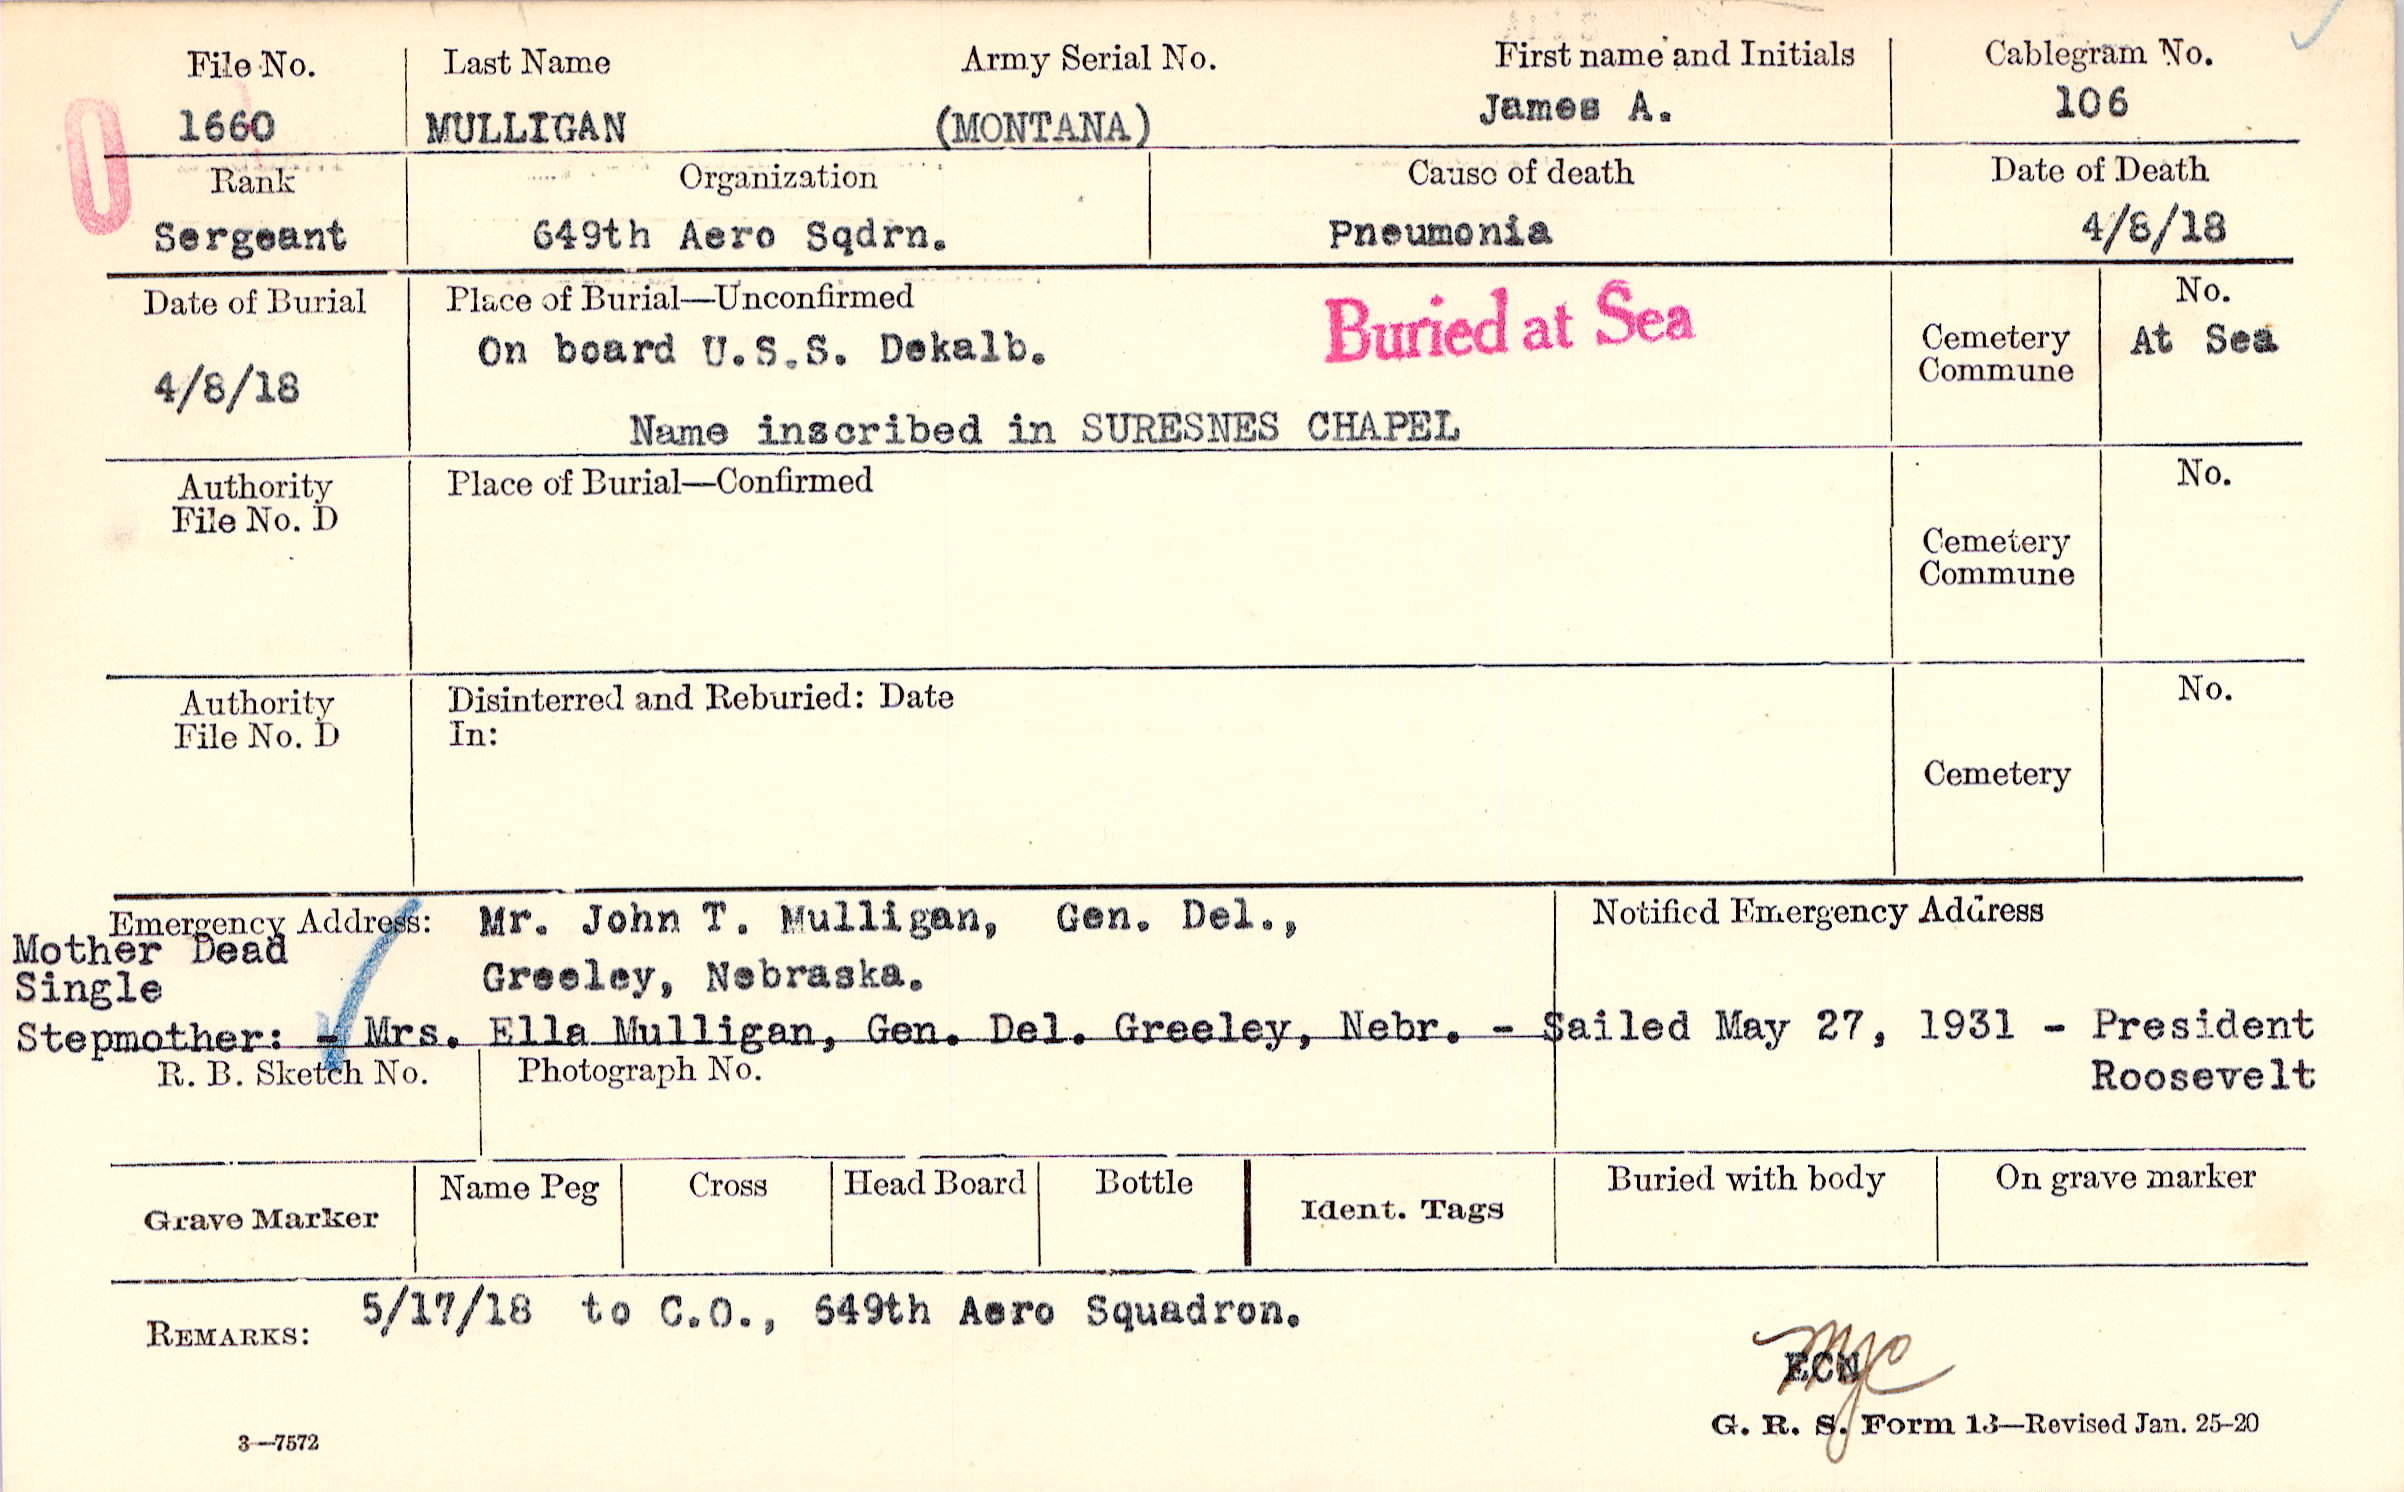 File No. Last Name Army Serial No. First name and Initials Cablegram No.
1660 MULLIGAN (MONTANA) James A. 106
0
Rank Organization Cause of death Date of Death
Sergeant 649th Aero Sqdrn. Pneumonia 4/8/18
Date of Burial Place of Burial—Unconfirmed Buried at Sea No.
On board U.S.S. Dekalb. Cemetery Commune At Sea
4/8/18
Name inscribed in SURESNES CHAPEL
Authority Place of Burial—Confirmed No.
File No. D
Cemetery
Commune
Authority Disinterred and Reburied: Date No.
File No. D In:
Cemetery
Emergency Address: Mr. John T. Mulligan, Gen. Del., Notified Emergency Address
Mother Dead
Single Greeley, Nebraska.
Stepmother: - Mrs. Ella Mulligan, Gen. Del. Greeley, Nebr. - Sailed May 27, 1931 - President
Roosevelt
R. B. Sketch No. Photograph No.
Grave Marker Name Peg Cross Head Board Bottle Ident. Tags Buried with body On grave marker
REMARKS: 5/17/18 to C.O., 649th Aero Squadron.
ECN
3—7572 G. R. S. Form 13—Revised Jan. 25-20